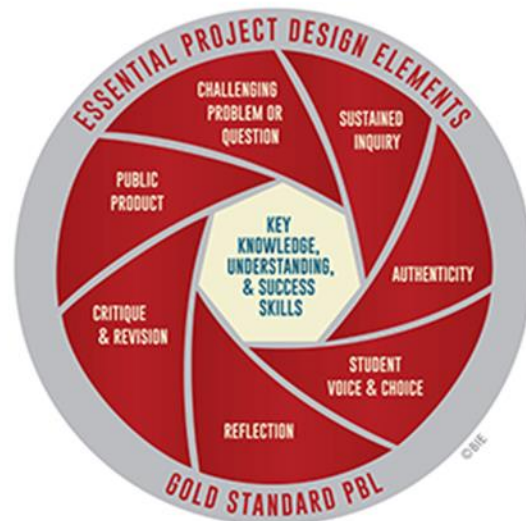 ESSENTIAL PROJECT DESIGN ELEMENTS
CHALLENGING
PROBLEM OR
QUESTION
SUSTAINED
INQUIRY
AUTHENTICITY
STUDENT
VOICE & CHOICE
REFLECTION
CRITIQUE
& REVISION
PUBLIC
PRODUCT
KEY
KNOWLEDGE,
UNDERSTANDING,
& SUCCESS
SKILLS
GOLD STANDARD PBL
©BIE